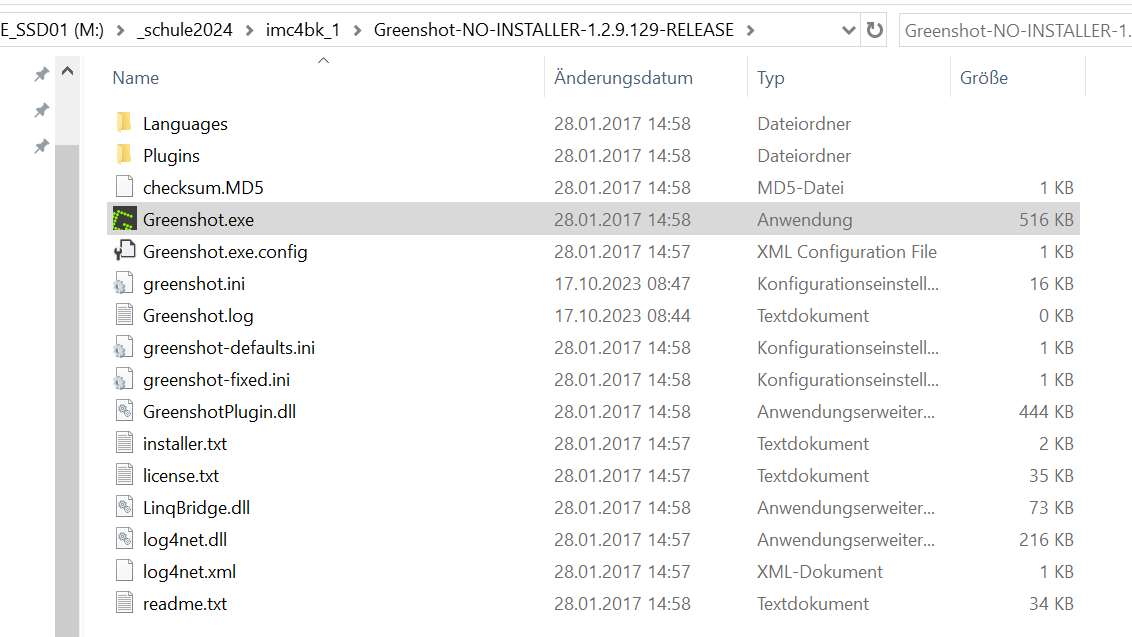 E_SSD01 (M:) > _schule2024 > imc4bk_1 > Greenshot-NO-INSTALLER-1.2.9.129-RELEASE > Greenshot-NO-INSTALLER-1.
Name Änderungsdatum Typ Größe
Languages 28.01.2017 14:58 Dateiordner
Plugins 28.01.2017 14:58 Dateiordner
checksum.MD5 28.01.2017 14:58 MD5-Datei 1 KB
Greenshot.exe 28.01.2017 14:58 Anwendung 516 KB
Greenshot.exe.config 28.01.2017 14:57 XML Configuration File 1 KB
greenshot.ini 17.10.2023 08:47 Konfigurationseinstell... 16 KB
Greenshot.log 17.10.2023 08:44 Textdokument 0 KB
greenshot-defaults.ini 28.01.2017 14:58 Konfigurationseinstell... 1 KB
greenshot-fixed.ini 28.01.2017 14:58 Konfigurationseinstell... 1 KB
GreenshotPlugin.dll 28.01.2017 14:58 Anwendungserweiter... 444 KB
installer.txt 28.01.2017 14:57 Textdokument 2 KB
license.txt 28.01.2017 14:57 Textdokument 35 KB
LinqBridge.dll 28.01.2017 14:58 Anwendungserweiter... 73 KB
log4net.dll 28.01.2017 14:57 Anwendungserweiter... 216 KB
log4net.xml 28.01.2017 14:57 XML-Dokument 1 KB
readme.txt 28.01.2017 14:58 Textdokument 34 KB